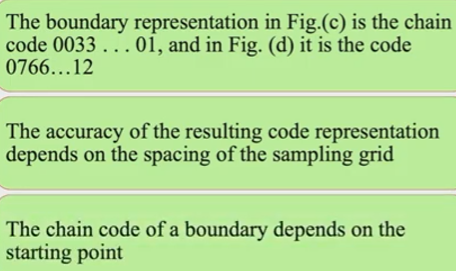 The boundary representation in Fig.(c) is the chain
code 0033 . . . 01, and in Fig. (d) it is the code
0766...12
The accuracy of the resulting code representation
depends on the spacing of the sampling grid
The chain code of a boundary depends on the
starting point